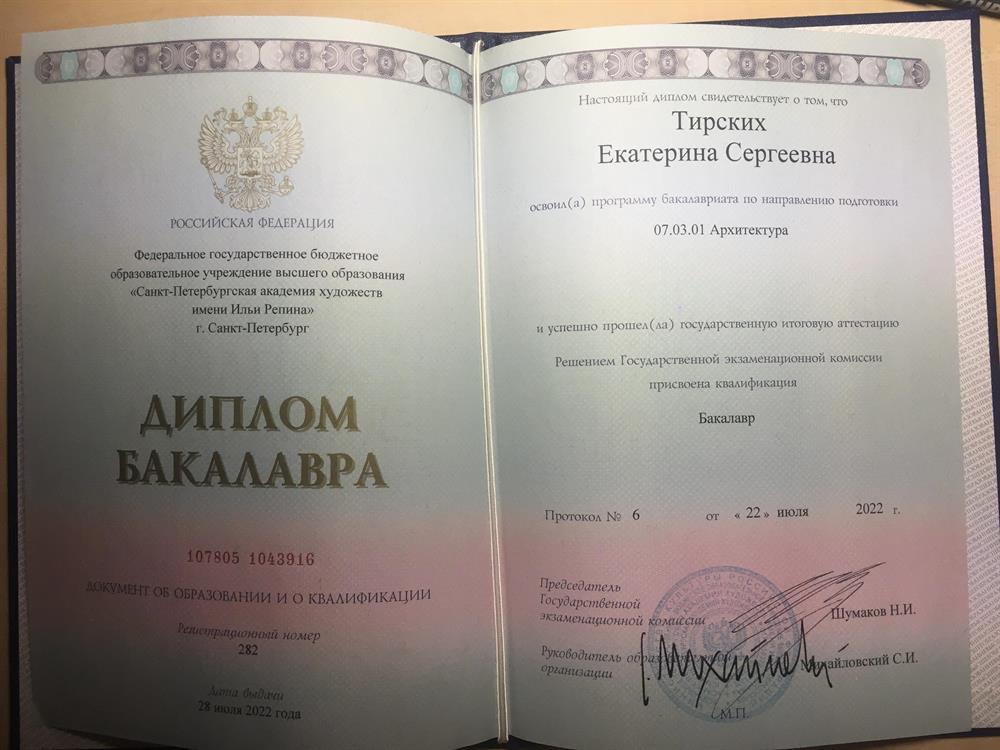 РОССИЙСКАЯ ФЕДЕРАЦИЯ
Федеральное государственное бюджетное
образовательное учреждение высшего образования
«Санкт-Петербургская академия художеств
имени Ильи Репина»
г. Санкт-Петербург
ДИПЛОМ
БАКАЛАВРА
107805 1043916
ДОКУМЕНТ ОБ ОБРАЗОВАНИИ И О КВАЛИФИКАЦИИ
Регистрационный номер
282
Дата выдачи
28 июля 2022 года
Настоящий диплом свидетельствует о том, что
Тирских
Екатерина Сергеевна
освоил(а) программу бакалавриата по направлению подготовки
07.03.01 Архитектура
и успешно прошел(ла) государственную итоговую аттестацию
Решением Государственной экзаменационной комиссии
присвоена квалификация
Бакалавр
Протокол № 6 от « 22 » июля 2022 г.
Председатель
Государственной
экзаменационной комиссии
Шумаков Н.И.
Руководитель образовательной
организации
Михайловский С.И.
М.П.